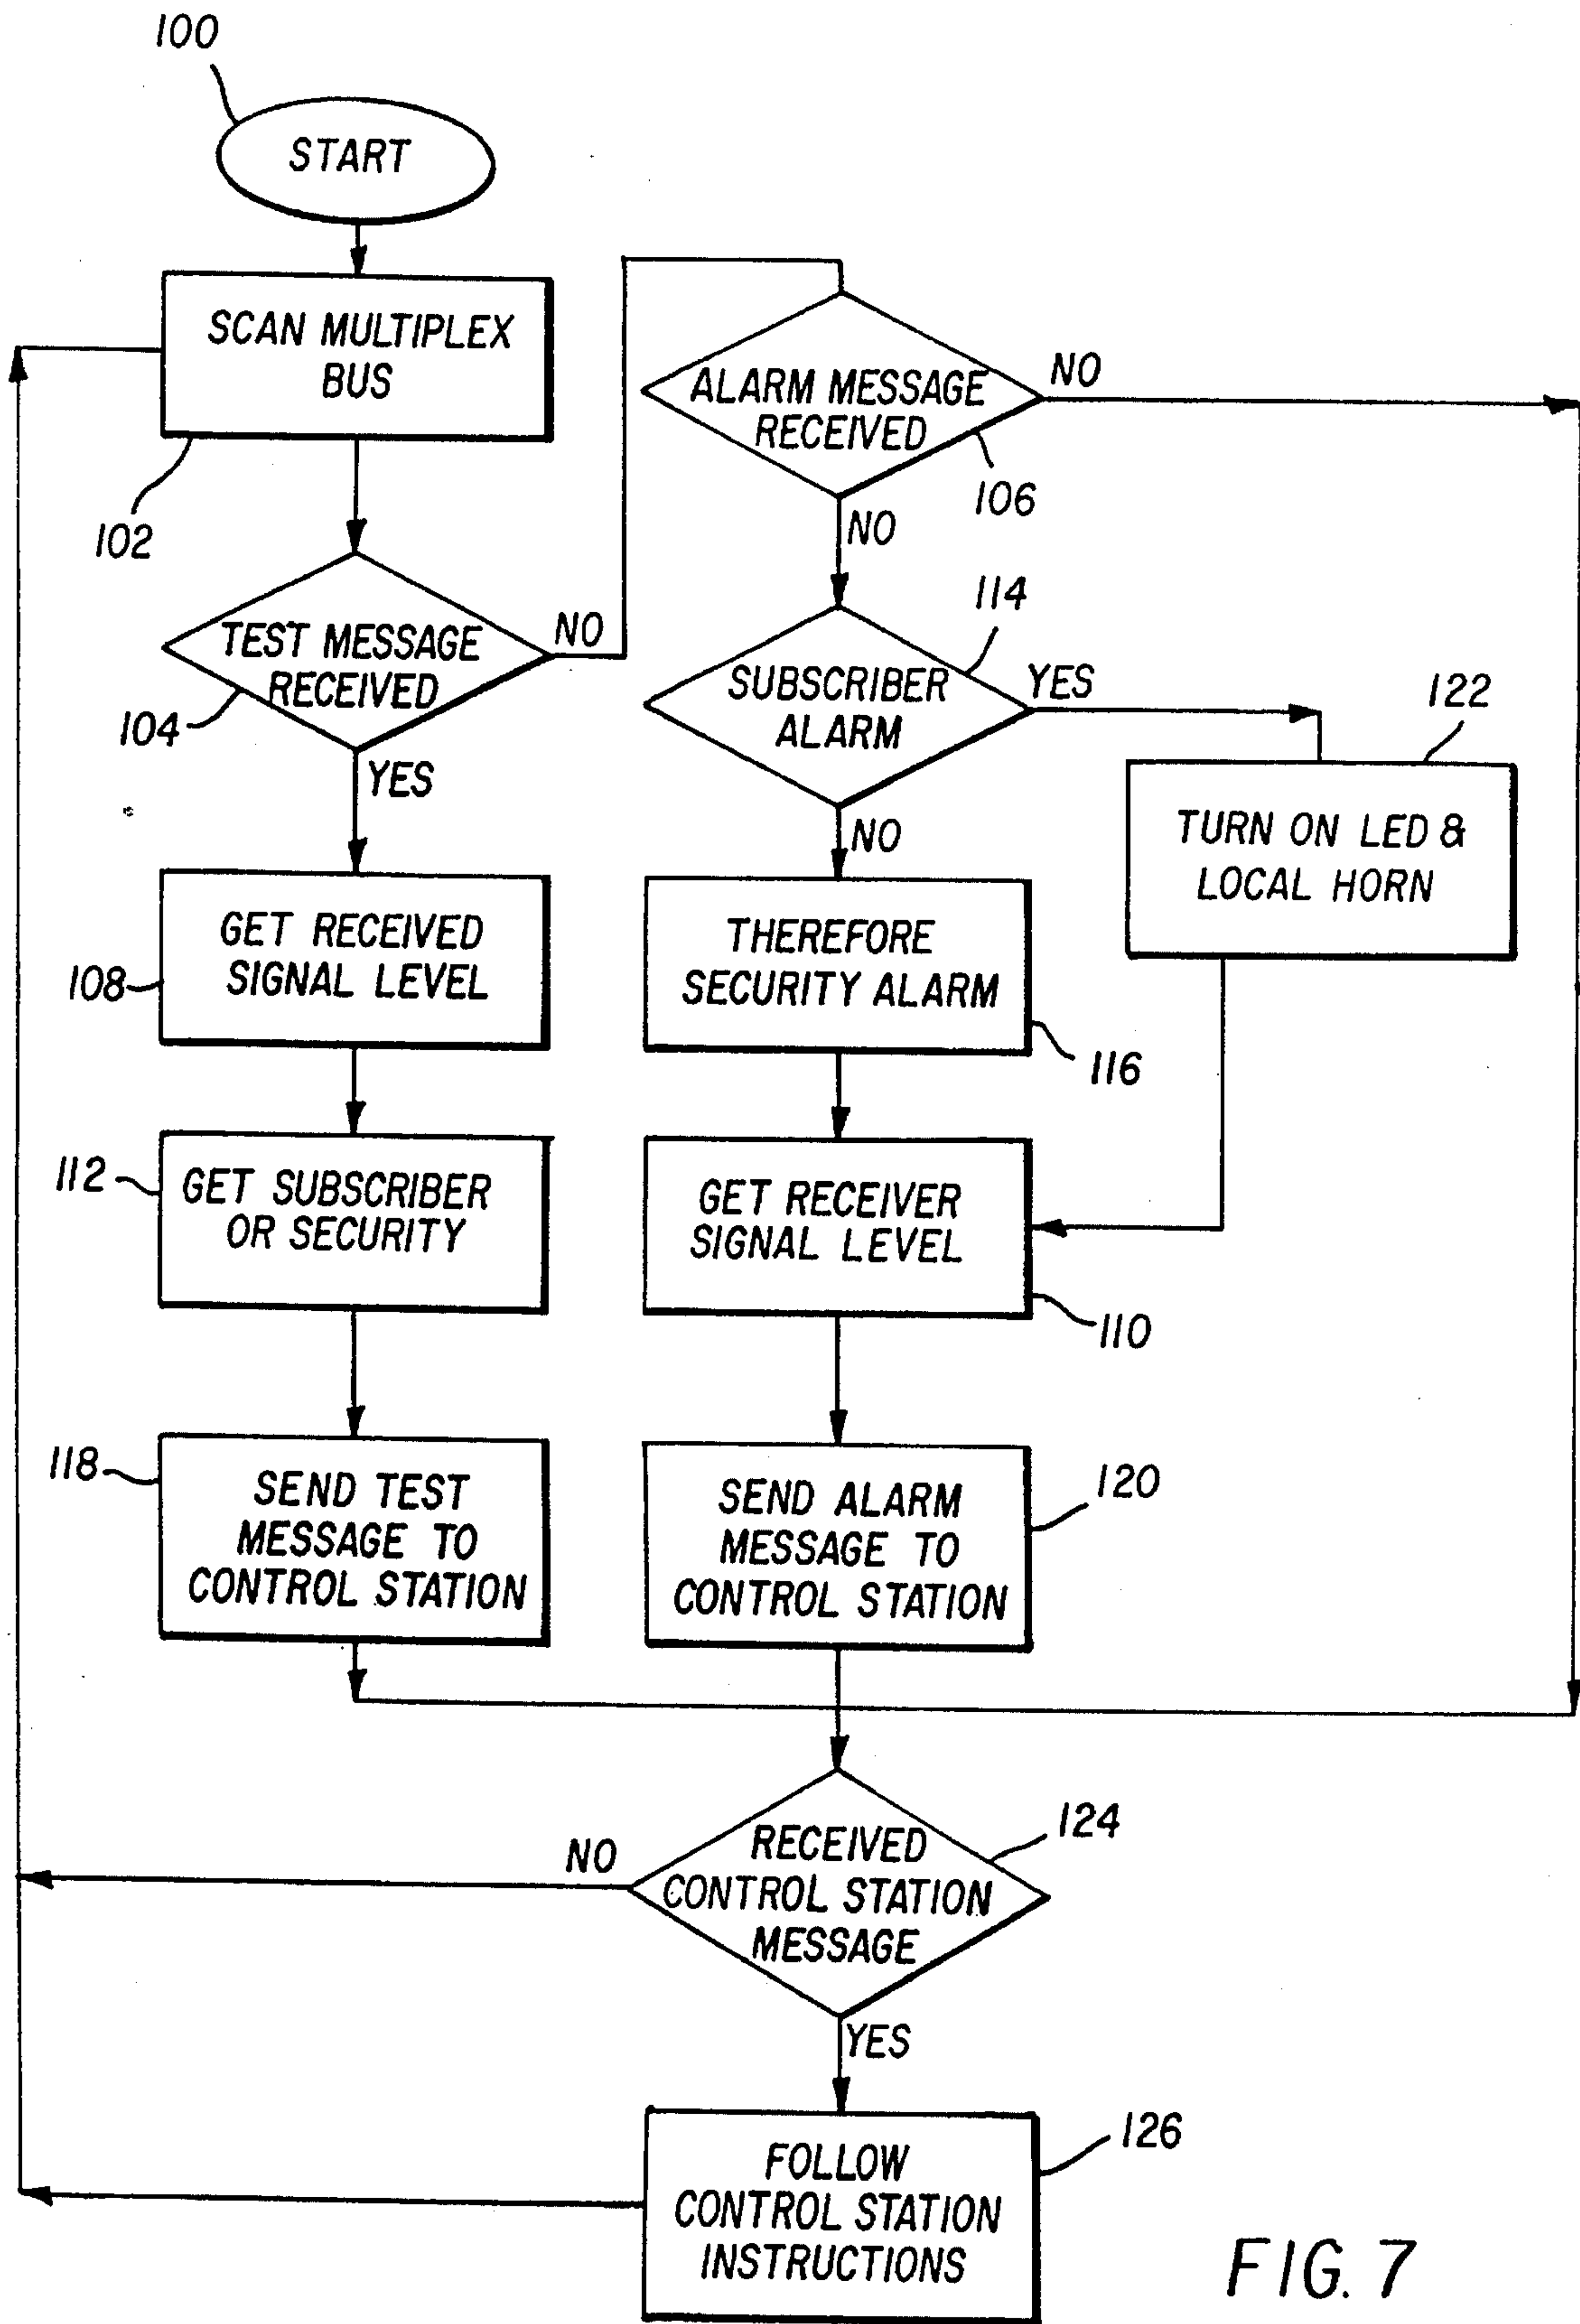 100
START
SCAN MULTIPLEX
BUS
102
TEST MESSAGE
RECEIVED
NO
104
YES
GET RECEIVED
SIGNAL LEVEL
108
112
GET SUBSCRIBER
OR SECURITY
118
SEND TEST
MESSAGE TO
CONTROL STATION
ALARM MESSAGE
RECEIVED
NO
106
NO
114
SUBSCRIBER
ALARM
YES
NO
122
TURN ON LED &
LOCAL HORN
THEREFORE
SECURITY ALARM
116
GET RECEIVER
SIGNAL LEVEL
110
SEND ALARM
MESSAGE TO
CONTROL STATION
120
RECEIVED
CONTROL STATION
MESSAGE
124
NO
YES
FOLLOW
CONTROL STATION
INSTRUCTIONS
126
FIG. 7